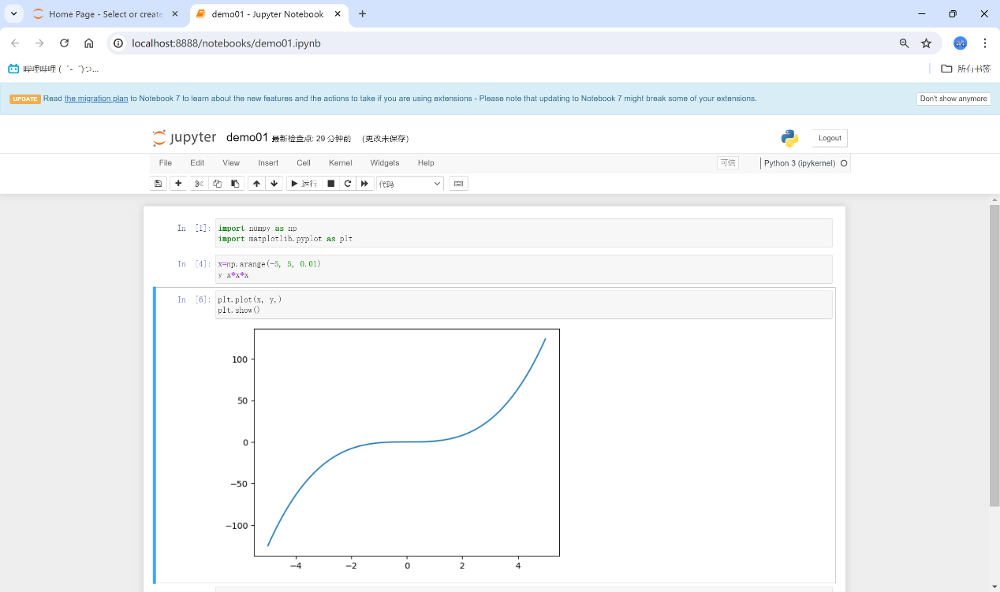 Home Page - Select or create
demo01 - Jupyter Notebook
localhost:8888/notebooks/demo01.ipynb
哔哩哔哩 (゜-゜)つ...
所有书签
UPDATE Read the migration plan to Notebook 7 to learn about the new features and the actions to take if you are using extensions - Please note that updating to Notebook 7 might break some of your extensions.
Don't show anymore
jupyter demo01 最新检查点: 29 分钟前 (更改未保存)
Logout
File Edit View Insert Cell Kernel Widgets Help
可信 Python 3 (ipykernel)
运行 代码
In [1]: import numpy as np
import matplotlib.pyplot as plt
In [4]: x=np.arange(-5, 5, 0.01)
y x*x*x
In [6]: plt.plot(x, y,)
plt.show()
100
50
0
−50
−100
−4 −2 0 2 4